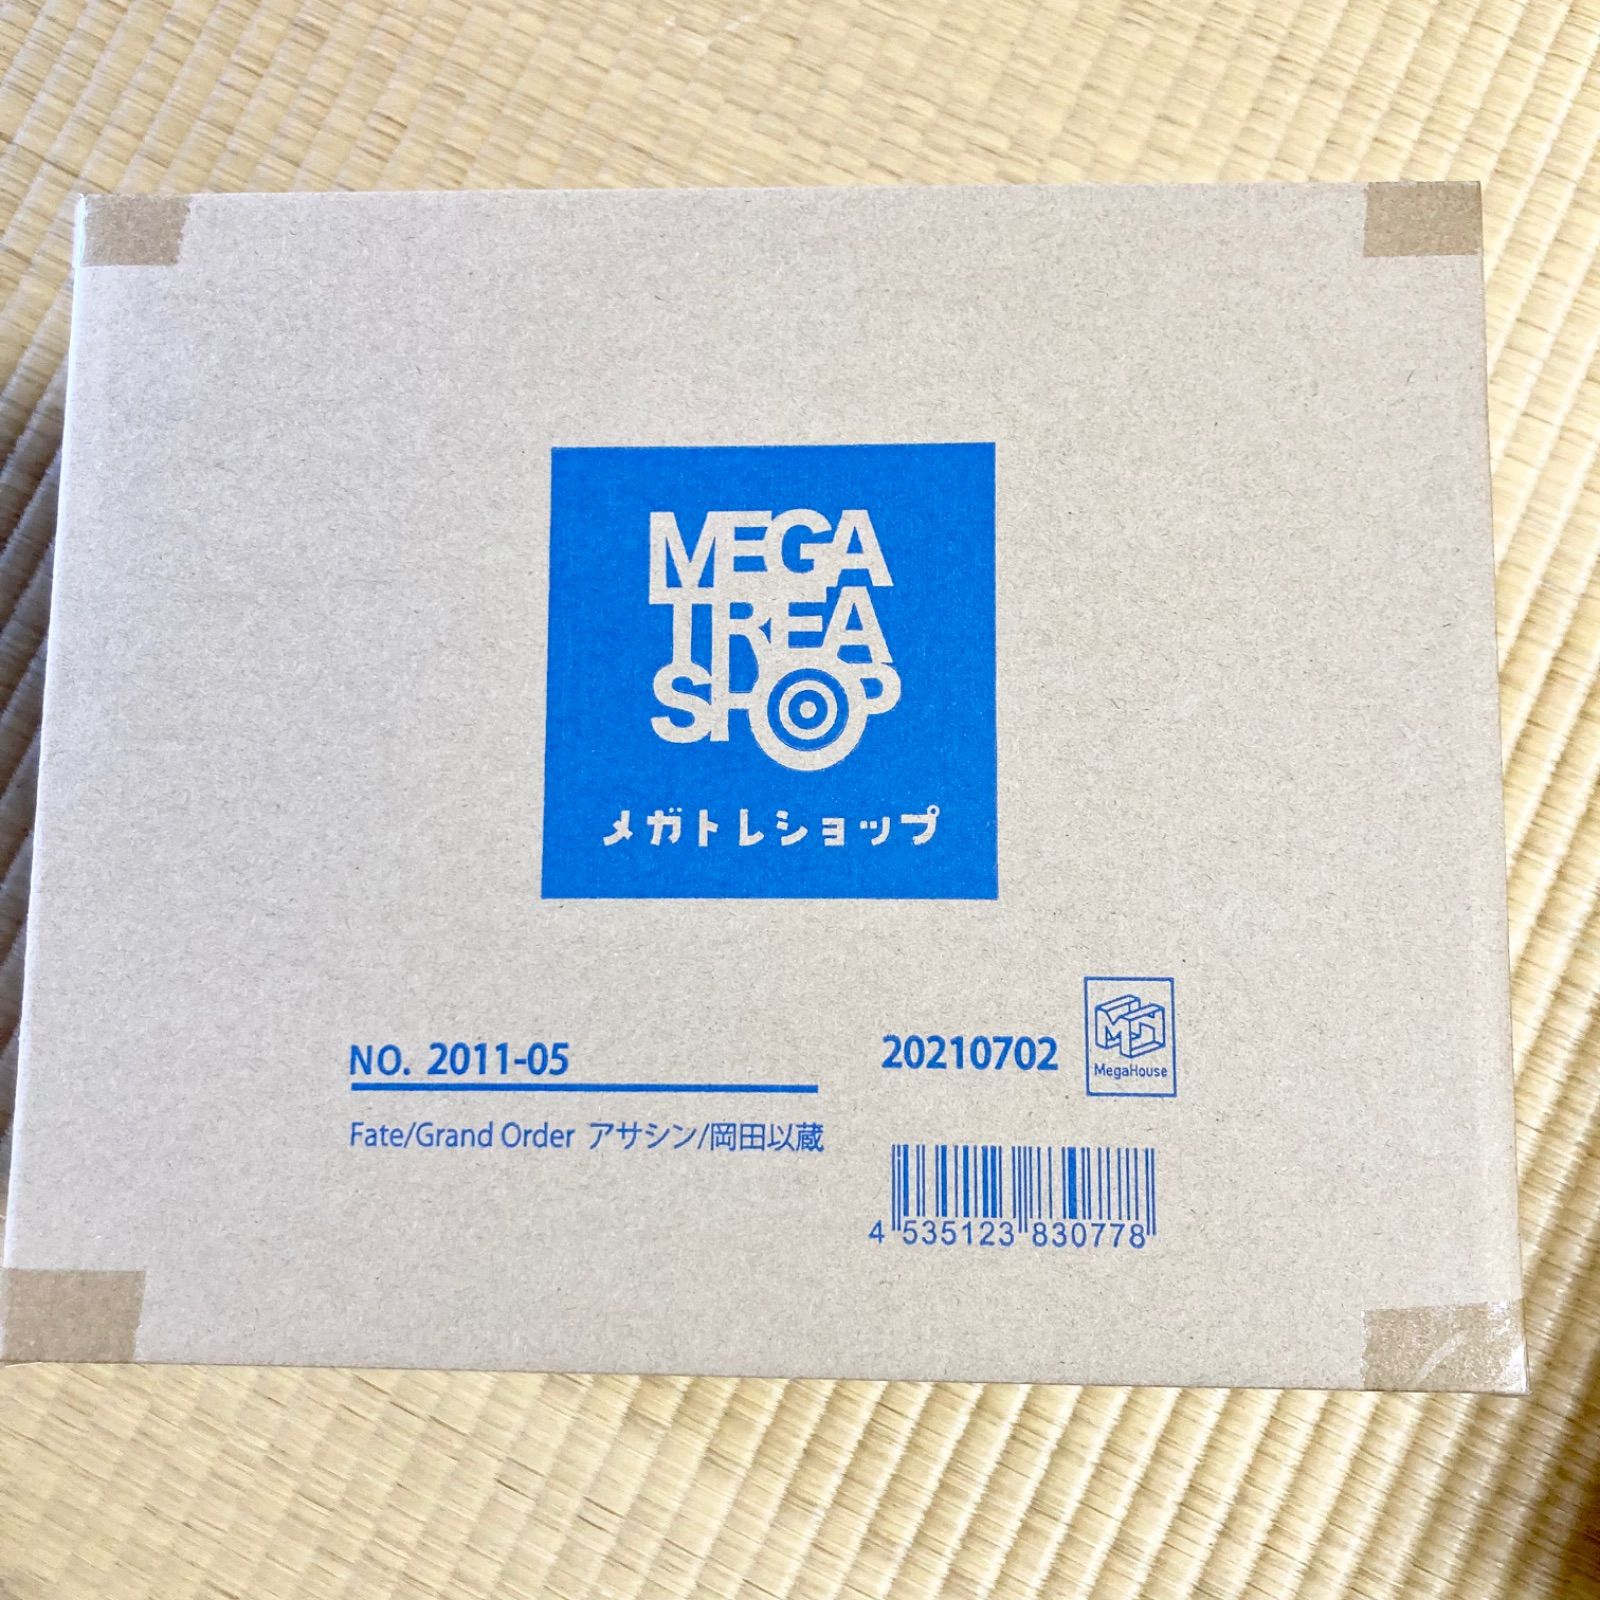 MEGA
TREA
SHOP
メガトレショップ
NO. 2011-05
20210702
MegaHouse
Fate/Grand Order アサシン/岡田以蔵
4 535123 830778